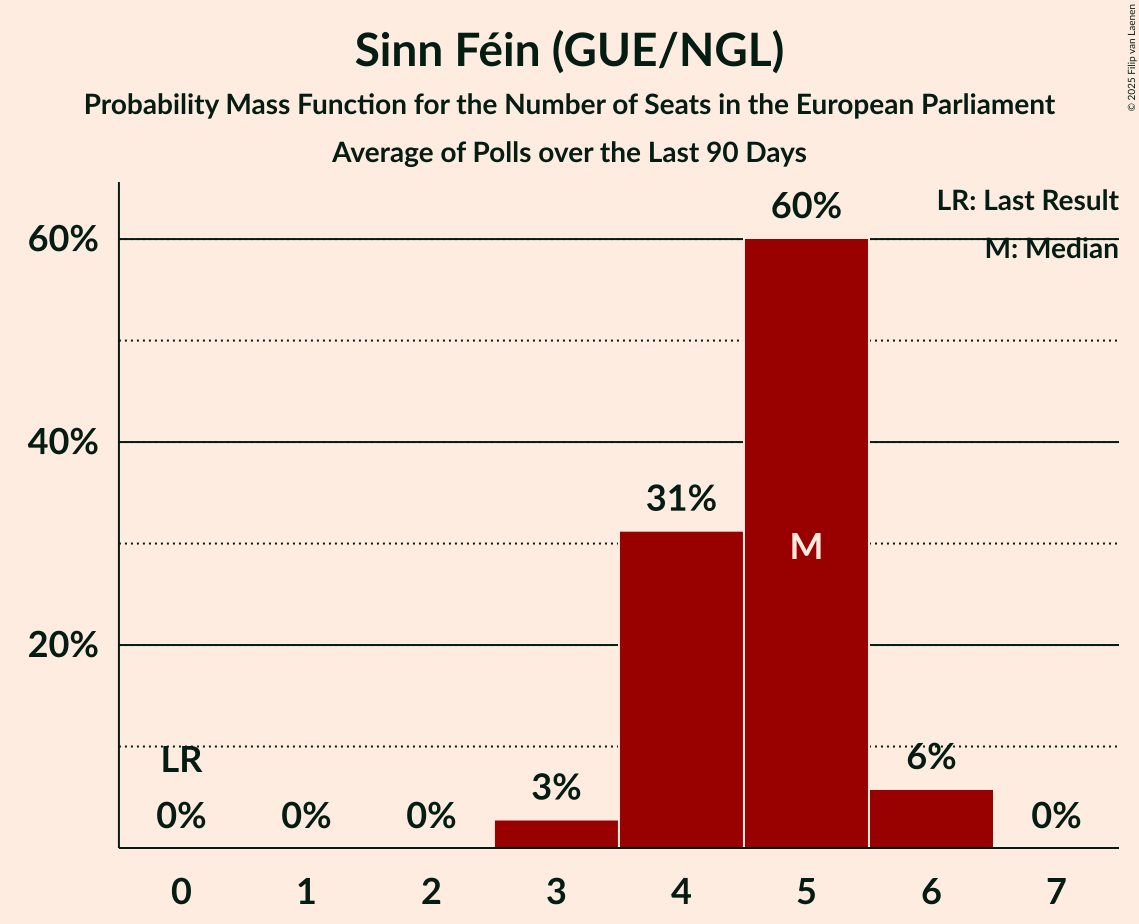 Sinn Féin (GUE/NGL)
Probability Mass Function for the Number of Seats in the European Parliament
Average of Polls over the Last 90 Days
© 2025 Filip van Laenen
LR: Last Result
M: Median
60%
40%
20%
LR
0%
0%
0%
3%
31%
60%
M
6%
0%
0 1 2 3 4 5 6 7